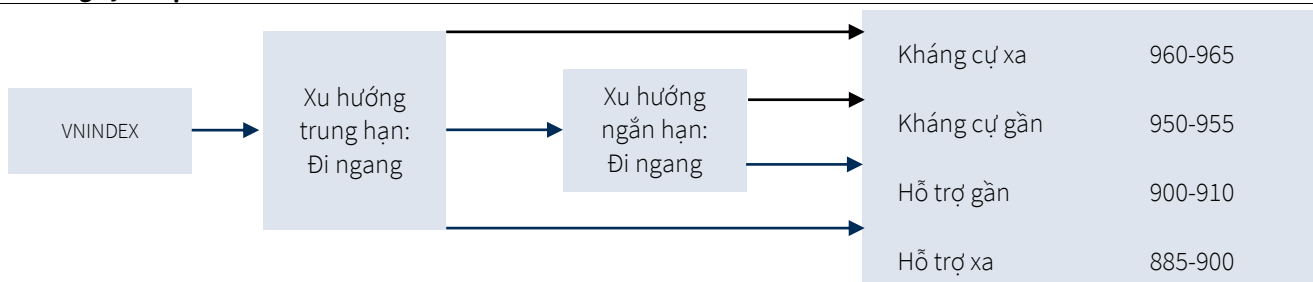 VNINDEX
Xu hướng
trung hạn:
Đi ngang
Xu hướng
ngắn hạn:
Đi ngang
Kháng cự xa 960-965
Kháng cự gần 950-955
Hỗ trợ gần 900-910
Hỗ trợ xa 885-900